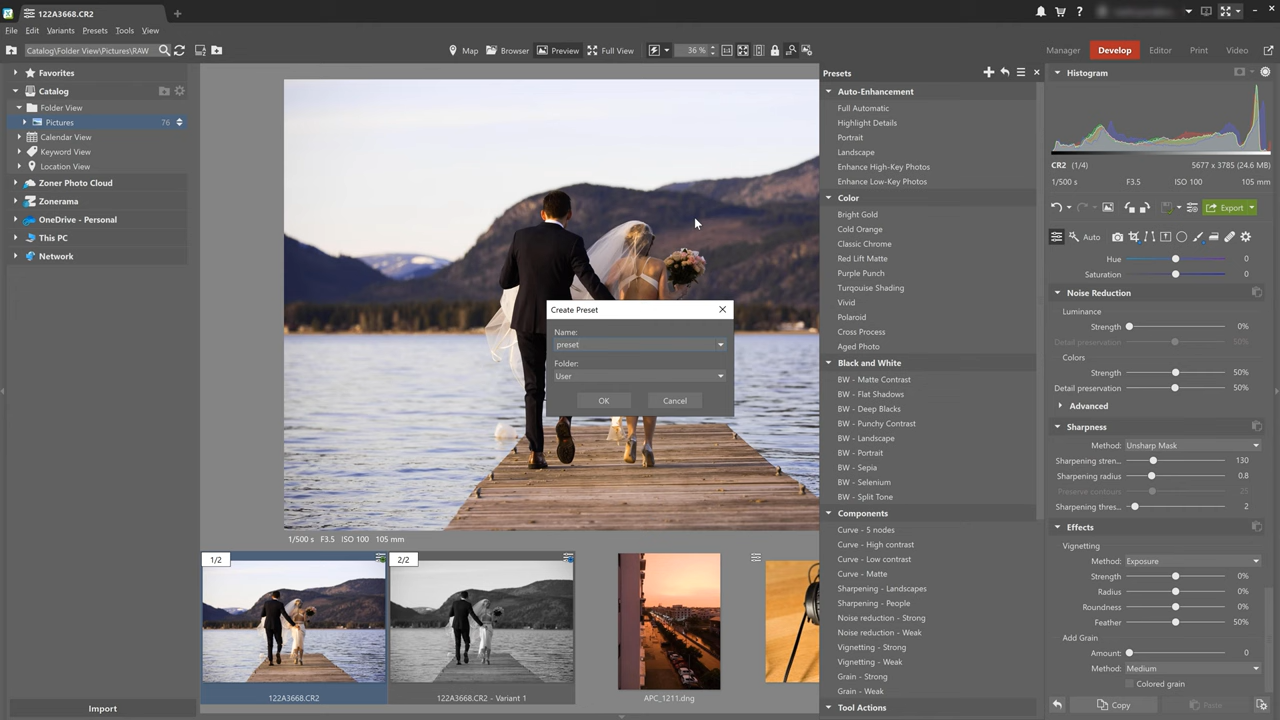 122A3668.CR2
File Edit Variants Presets Tools View
Catalog\Folder View\Pictures\RAW
Map Browser Preview Full View 36 %
Manager Develop Editor Print Video
Favorites
Catalog
Folder View
Pictures 76
Calendar View
Keyword View
Location View
Zoner Photo Cloud
Zonerama
OneDrive - Personal
This PC
Network
Import
Create Preset
Name:
preset
Folder:
User
OK Cancel
1/500 s F3.5 ISO 100 105 mm
1/2
2/2
122A3668.CR2
122A3668.CR2 - Variant 1
APC_1211.dng
Presets
Auto-Enhancement
Full Automatic
Highlight Details
Portrait
Landscape
Enhance High-Key Photos
Enhance Low-Key Photos
Color
Bright Gold
Cold Orange
Classic Chrome
Red Lift Matte
Purple Punch
Turqouise Shading
Vivid
Polaroid
Cross Process
Aged Photo
Black and White
BW - Matte Contrast
BW - Flat Shadows
BW - Deep Blacks
BW - Punchy Contrast
BW - Landscape
BW - Portrait
BW - Sepia
BW - Selenium
BW - Split Tone
Components
Curve - S nodes
Curve - High contrast
Curve - Low contrast
Curve - Matte
Sharpening - Landscapes
Sharpening - People
Noise reduction - Strong
Noise reduction - Weak
Vignetting - Strong
Vignetting - Weak
Grain - Strong
Grain - Weak
Tool Actions
Histogram
CR2 (1/4) 5677 x 3785 (24.6 MB)
1/500 s F3.5 ISO 100 105 mm
Export
Auto
Hue 0
Saturation 0
Noise Reduction
Luminance
Strength 0%
Detail preservation 50%
Colors
Strength 50%
Detail preservation 50%
Advanced
Sharpness
Method: Unsharp Mask
Sharpening stren... 130
Sharpening radius 0.8
Preserve contours 25
Sharpening thres... 2
Effects
Vignetting
Method: Exposure
Strength 0%
Radius 0%
Roundness 0%
Feather 50%
Add Grain
Amount: 0
Method: Medium
Colored grain
Copy Paste